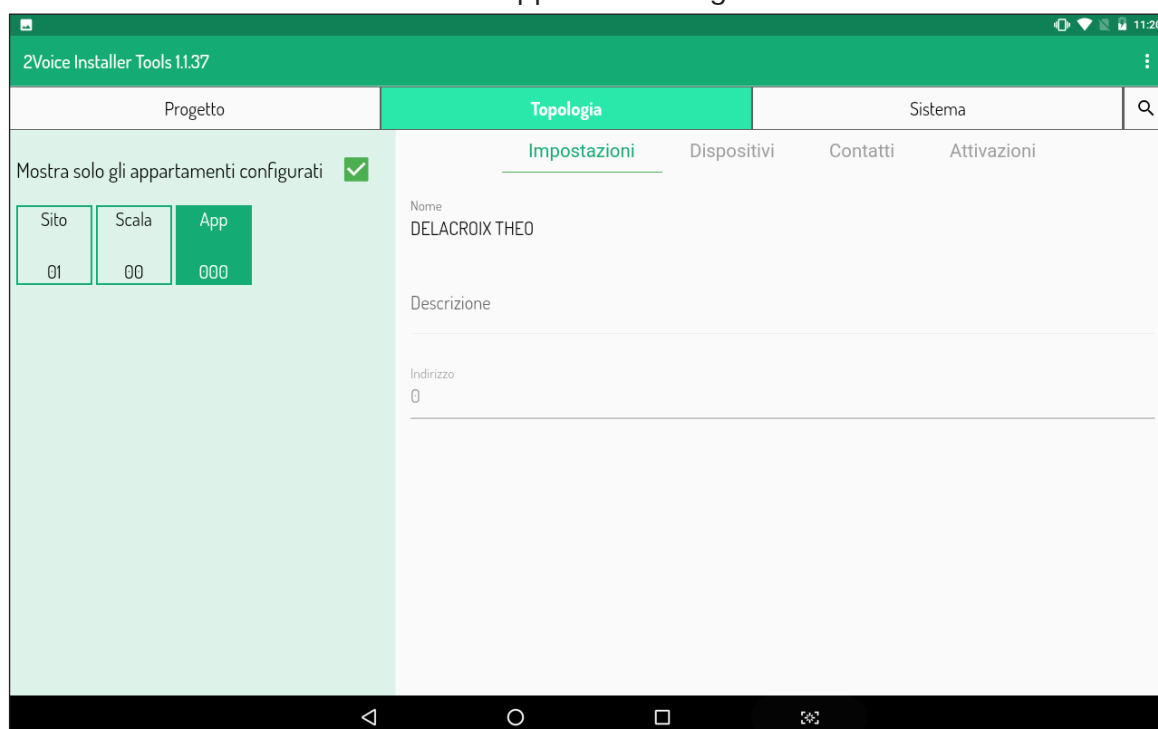 11:20
2Voice Installer Tools 1.1.37
Progetto
Topologia
Sistema
Mostra solo gli appartamenti configurati
Sito
Scala
App
01
00
000
Impostazioni
Dispositivi
Contatti
Attivazioni
Nome
DELACROIX THEO
Descrizione
Indirizzo
0